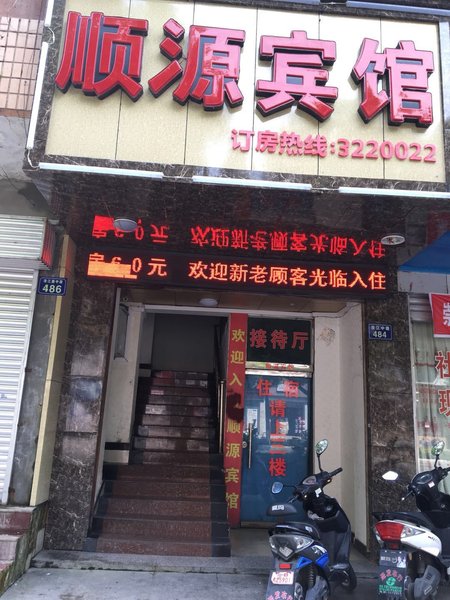 顺源宾馆
订房热线:3220022
60元 欢迎新老顾客光临入住
486
484
接待厅
欢迎入 顺源宾馆
住宿请上二楼